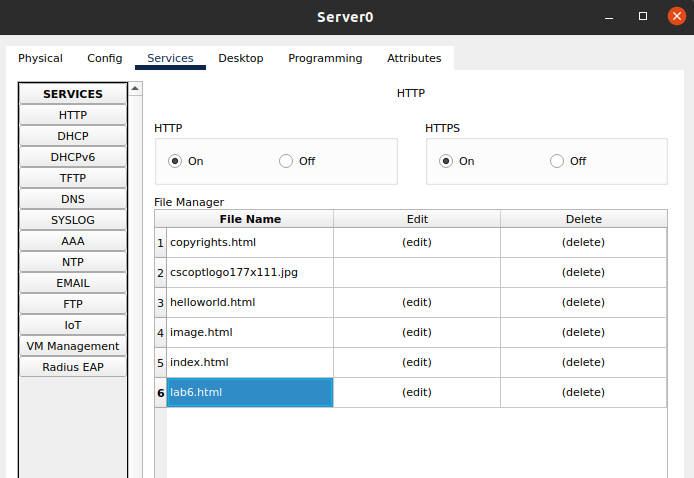 Server0
Physical Config Services Desktop Programming Attributes
SERVICES
HTTP
DHCP
DHCPv6
TFTP
DNS
SYSLOG
AAA
NTP
EMAIL
FTP
IoT
VM Management
Radius EAP
HTTP
HTTP HTTPS
On Off On Off
File Manager
File Name Edit Delete
1 copyrights.html (edit) (delete)
2 cscoptlogo177x111.jpg (delete)
3 helloworld.html (edit) (delete)
4 image.html (edit) (delete)
5 index.html (edit) (delete)
6 lab6.html (edit) (delete)